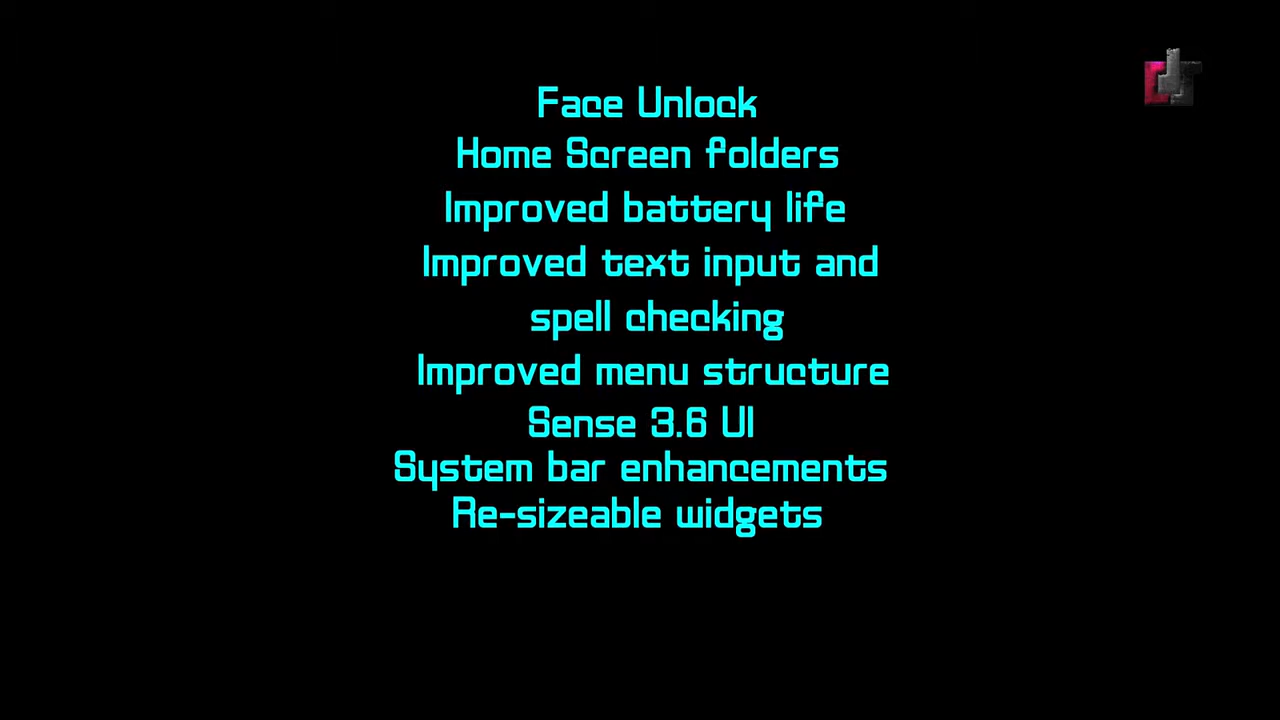 Face Unlock
Home Screen folders
Improved battery life
Improved text input and
spell checking
Improved menu structure
Sense 3.6 UI
System bar enhancements
Re-sizeable widgets